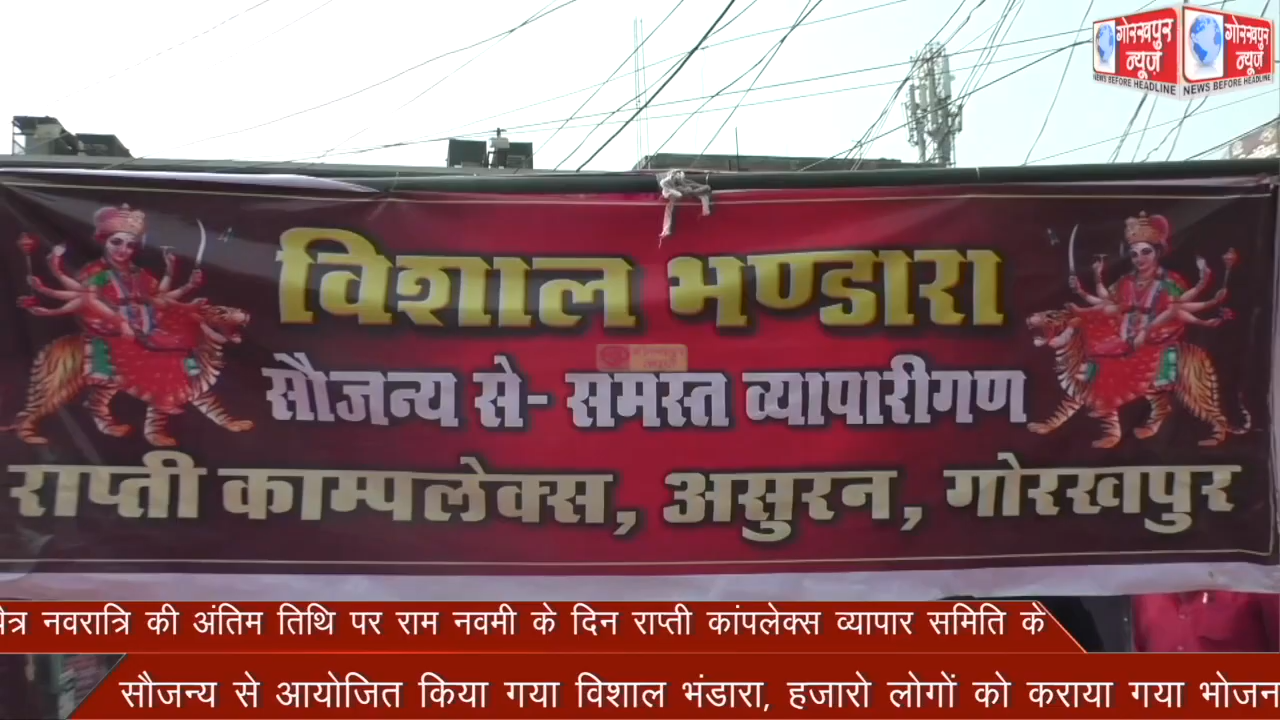 गोरखपुर न्यूज़
NEWS BEFORE HEADLINE
गोरखपुर न्यूज़
NEWS BEFORE HEADLINE
विशाल भण्डारा
सौजन्य से- समस्त व्यापारीगण
राप्ती काम्पलेक्स, असुरन, गोरखपुर
नवरात्रि की अंतिम तिथि पर राम नवमी के दिन राप्ती कांपलेक्स व्यापार समिति के
सौजन्य से आयोजित किया गया विशाल भंडारा, हजारो लोगों को कराया गया भोजन